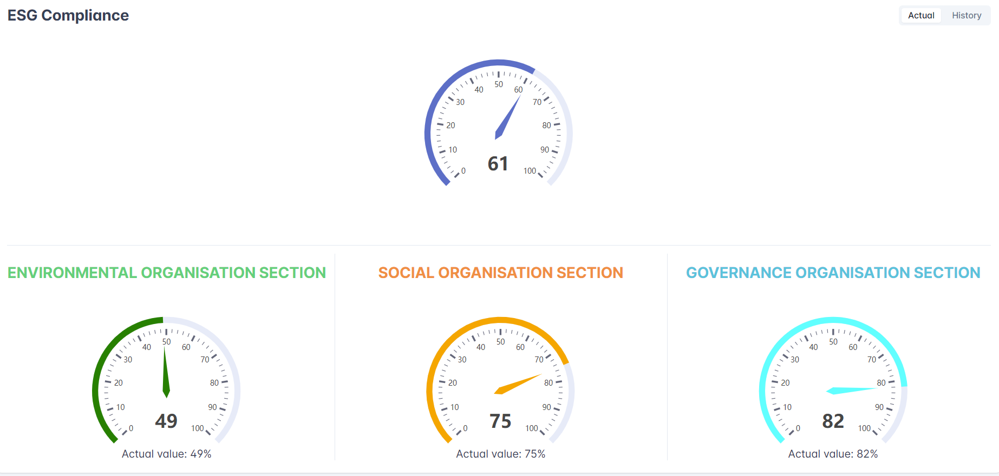 ESG Compliance
Actual History
0 10 20 30 40 50 60 70 80 90 100
61
ENVIRONMENTAL ORGANISATION SECTION
0 10 20 30 40 50 60 70 80 90 100
49
Actual value: 49%
SOCIAL ORGANISATION SECTION
0 10 20 30 40 50 60 70 80 90 100
75
Actual value: 75%
GOVERNANCE ORGANISATION SECTION
0 10 20 30 40 50 60 70 80 90 100
82
Actual value: 82%